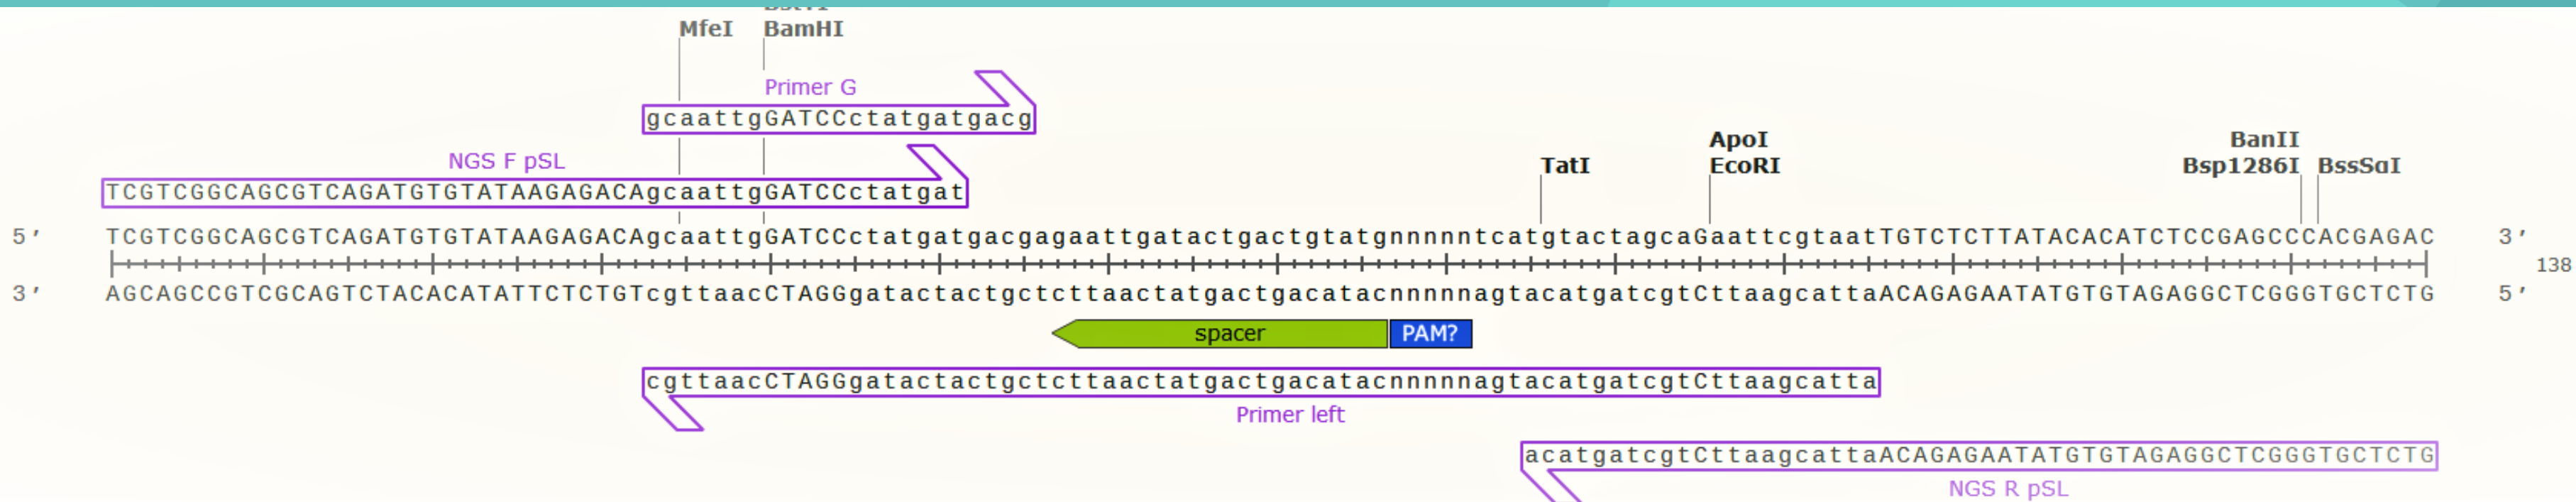 MfeI BamHI
Primer G
gcaattgGATCCctatgatgacg
ApoI BanII
NGS F pSL TatI EcoRI Bsp1286I BssSαI
TCGTCGGCAGCGTCAGATGTGTATAAGAGACAgcaattgGATCCctatgat
5′ TCGTCGGCAGCGTCAGATGTGTATAAGAGACAgcaattgGATCCctatgatgacgagaattgatactgactgtatgnnnnntcatgtactagcaGaattcgtaatTGTCTCTTATACACATCTCCGAGCCCACGAGAC 3′
138
3′ AGCAGCCGTCGCAGTCTACACATATTCTCTGTcgttaacCTAGGgatactactgctcttaactatgactgacatacnnnnnagtacatgatcgtCttaagcattaACAGAGAATATGTGTAGAGGCTCGGGTGCTCTG 5′
spacer PAM?
cgttaacCTAGGgatactactgctcttaactatgactgacatacnnnnnagtacatgatcgtCttaagcatta
Primer left
acatgatcgtCttaagcattaACAGAGAATATGTGTAGAGGCTCGGGTGCTCTG
NGS R pSL